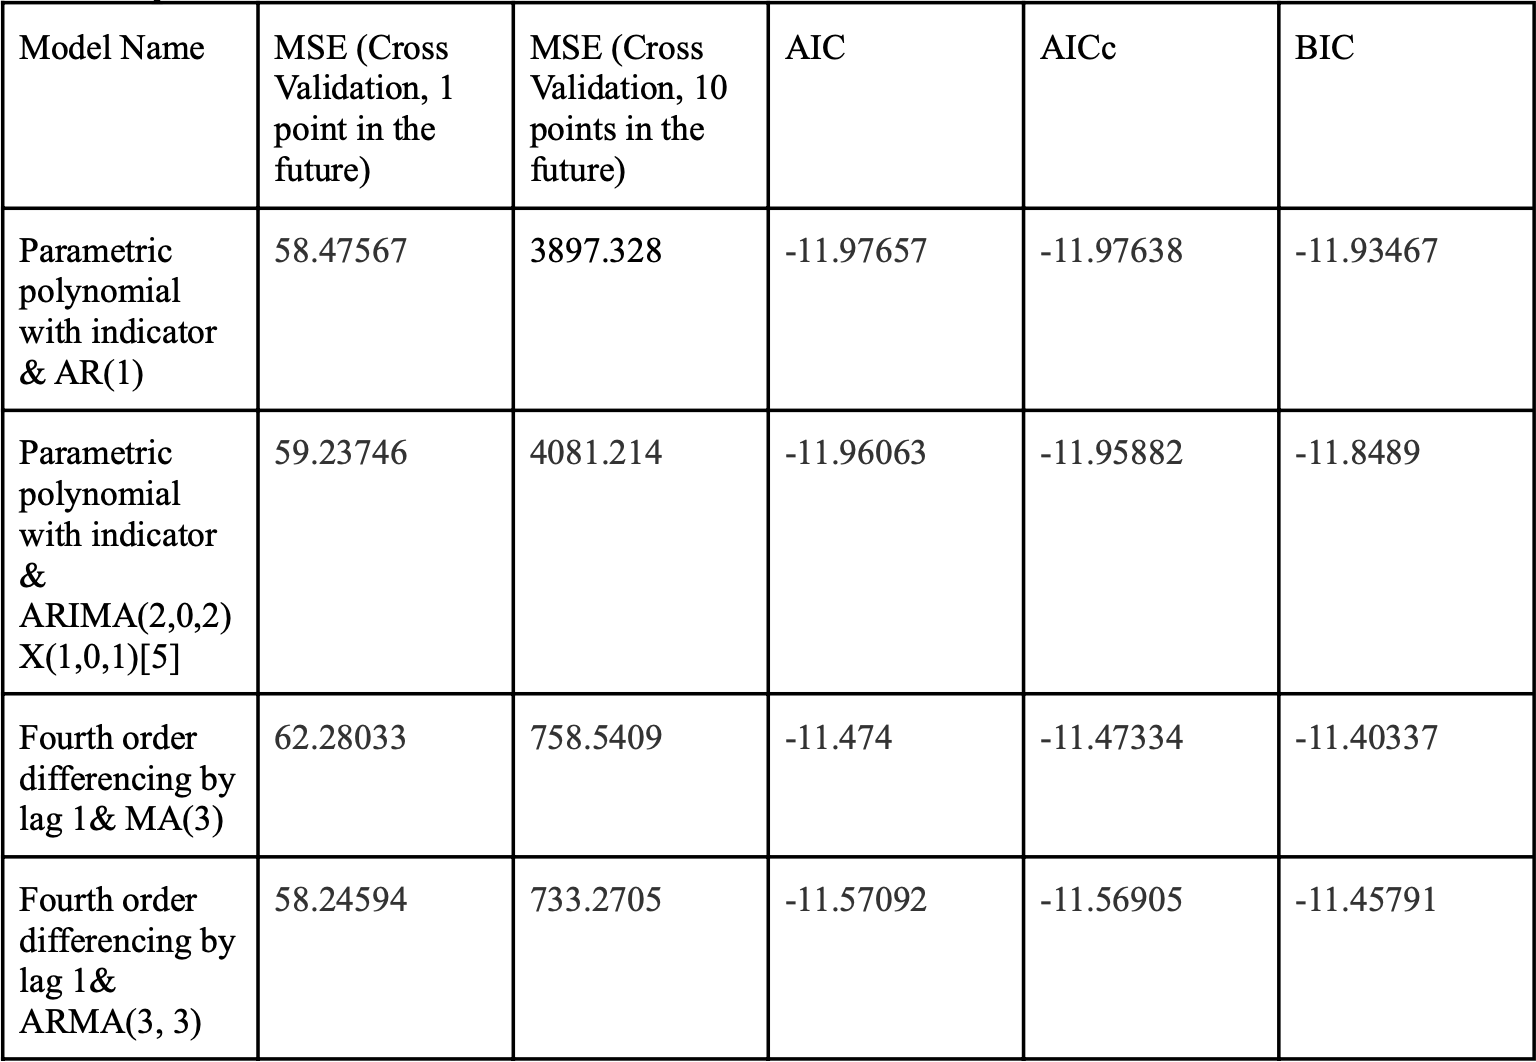 Model Name
MSE (Cross
Validation, 1
point in the
future)
MSE (Cross
Validation, 10
points in the
future)
AIC
AICc
BIC
Parametric
polynomial
with indicator
& AR(1)
58.47567
3897.328
-11.97657
-11.97638
-11.93467
Parametric
polynomial
with indicator
&
ARIMA(2,0,2)
X(1,0,1)[5]
59.23746
4081.214
-11.96063
-11.95882
-11.8489
Fourth order
differencing by
lag 1& MA(3)
62.28033
758.5409
-11.474
-11.47334
-11.40337
Fourth order
differencing by
lag 1&
ARMA(3, 3)
58.24594
733.2705
-11.57092
-11.56905
-11.45791